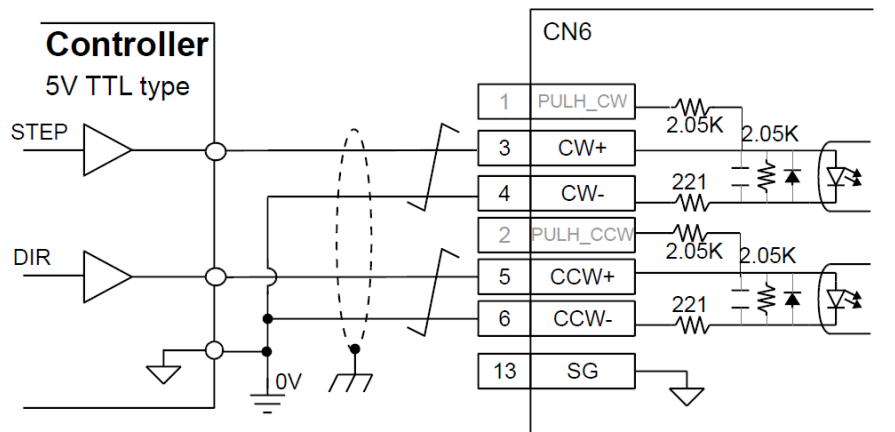 Controller
5V TTL type
STEP
DIR
0V
CN6
1 PULH_CW
2.05K
2.05K
3 CW+
4 CW-
221
2 PULH_CCW
2.05K
2.05K
5 CCW+
6 CCW-
221
13 SG